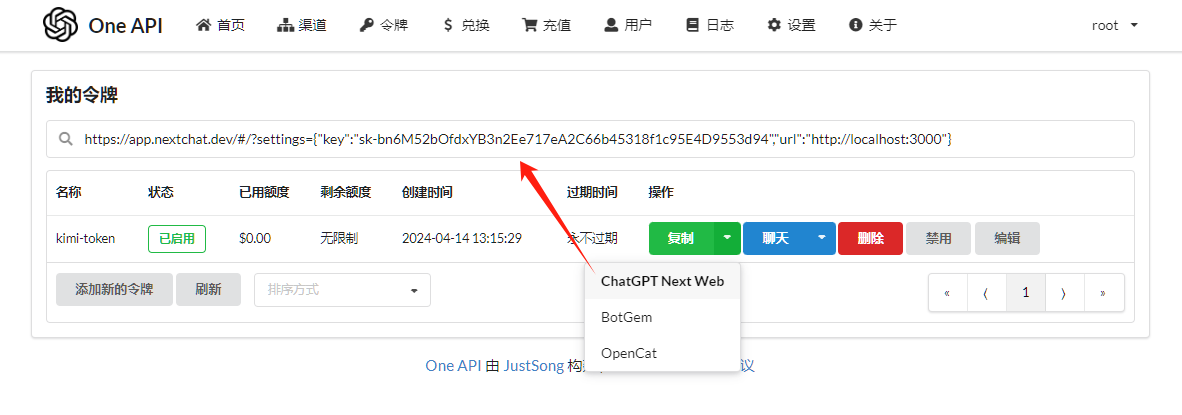 One API 首页 渠道 令牌 兑换 充值 用户 日志 设置 关于 root
我的令牌
https://app.nextchat.dev/#/?settings={"key":"sk-bn6M52bOfdxYB3n2Ee717eA2C66b45318f1c95E4D9553d94","url":"http://localhost:3000"}
名称 状态 已用额度 剩余额度 创建时间 过期时间 操作
kimi-token 已启用 $0.00 无限制 2024-04-14 13:15:29 永不过期 复制 聊天 删除 禁用 编辑
添加新的令牌 刷新 排序方式 « ⟨ 1 ⟩ »
ChatGPT Next Web
BotGem
OpenCat
One API 由 JustSong 构 议